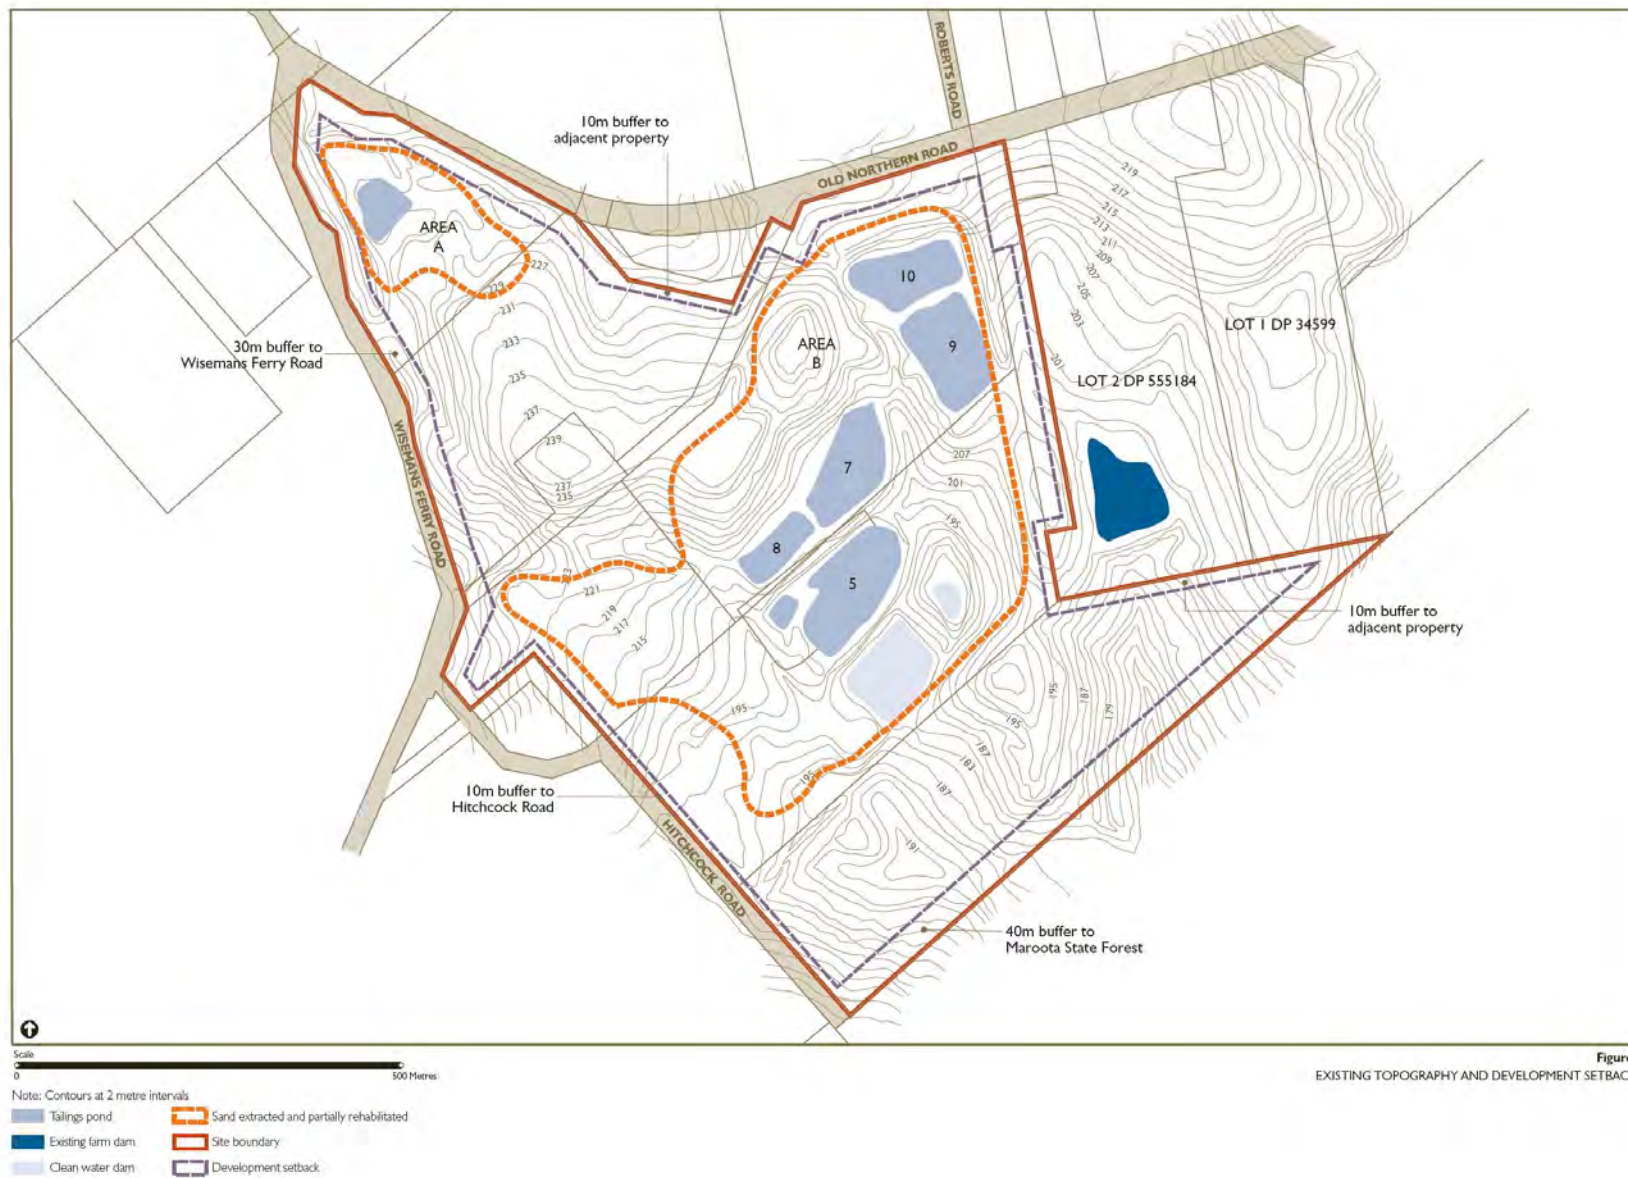 ROBERTS ROAD
10m buffer to
adjacent property
OLD NORTHERN ROAD
219
217
215
213
211
209
207
205
203
201
AREA
A
227
229
231
233
235
237
239
237
235
10
9
AREA
B
LOT 1 DP 34599
LOT 2 DP 555184
30m buffer to
Wisemans Ferry Road
WISEMANS FERRY ROAD
7
207
201
195
8
5
221
219
217
215
10m buffer to
adjacent property
195
195
187
179
195
187
183
187
195
191
10m buffer to
Hitchcock Road
HITCHCOCK ROAD
40m buffer to
Maroota State Forest
Scale
0
500 Metres
Figure
EXISTING TOPOGRAPHY AND DEVELOPMENT SETBAC
Note: Contours at 2 metre intervals
Tailings pond
Sand extracted and partially rehabilitated
Existing farm dam
Site boundary
Clean water dam
Development setback